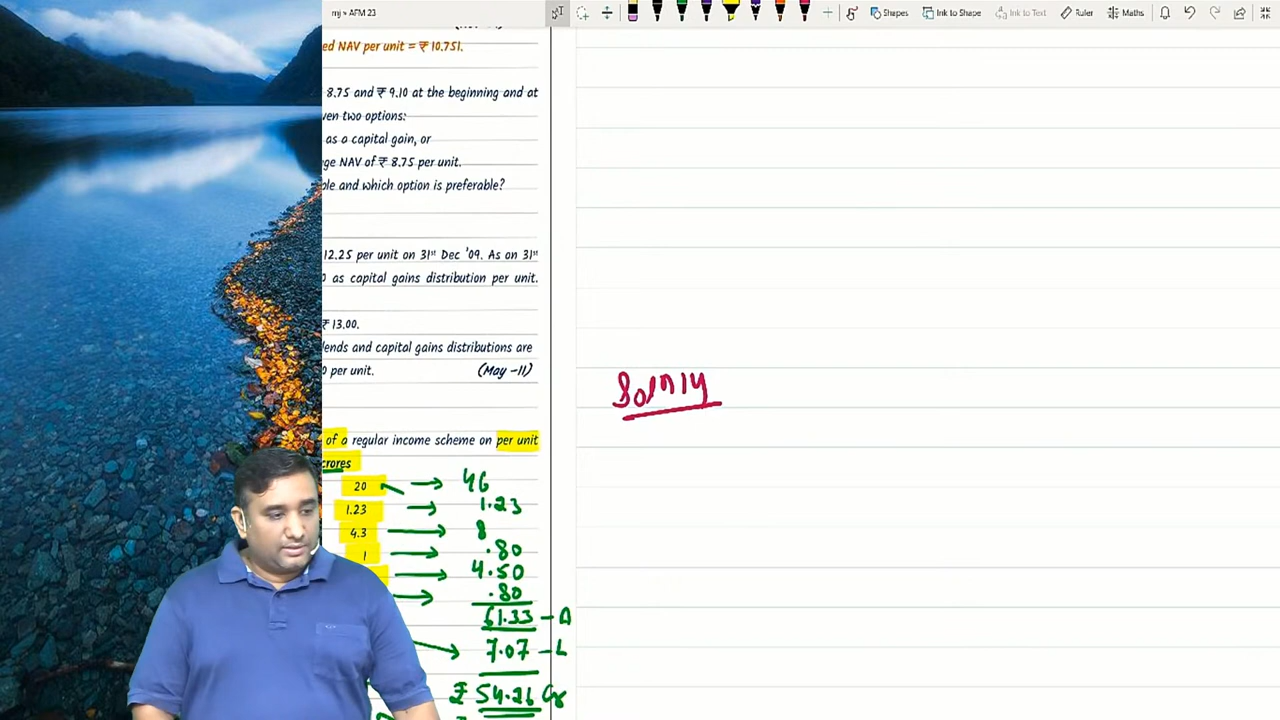 mj » AFM 23
Shapes
Ink to Shape
Ink to Text
Ruler
Maths
ed NAV per unit = ₹ 10.751.
8.75 and ₹ 9.10 at the beginning and at
ven two options:
as a capital gain, or
ge NAV of ₹ 8.75 per unit.
ble and which option is preferable?
12.25 per unit on 31st Dec '09. As on 31st
0 as capital gains distribution per unit.
₹ 13.00.
lends and capital gains distributions are
0 per unit. (May -11)
Soln 14
of a regular income scheme on per unit
crores
20 → 46
1.23 → 1.23
4.3 → 8
1 → .80
→ 4.50
→ .80
61.33 - A
→ 7.07 - L
₹ 54.26 Cr